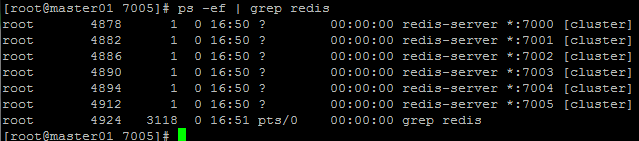 [root@master01 7005]# ps -ef | grep redis
root       4878      1  0 16:50 ?        00:00:00 redis-server *:7000 [cluster]
root       4882      1  0 16:50 ?        00:00:00 redis-server *:7001 [cluster]
root       4886      1  0 16:50 ?        00:00:00 redis-server *:7002 [cluster]
root       4890      1  0 16:50 ?        00:00:00 redis-server *:7003 [cluster]
root       4894      1  0 16:50 ?        00:00:00 redis-server *:7004 [cluster]
root       4912      1  0 16:50 ?        00:00:00 redis-server *:7005 [cluster]
root       4924   3118  0 16:51 pts/0    00:00:00 grep redis
[root@master01 7005]#